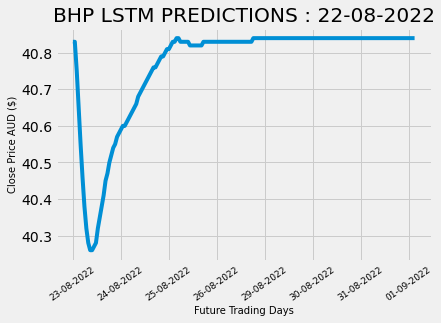 BHP LSTM PREDICTIONS : 22-08-2022
Close Price AUD ($)
40.8
40.7
40.6
40.5
40.4
40.3
23-08-2022 24-08-2022 25-08-2022 26-08-2022 29-08-2022 30-08-2022 31-08-2022 01-09-2022
Future Trading Days